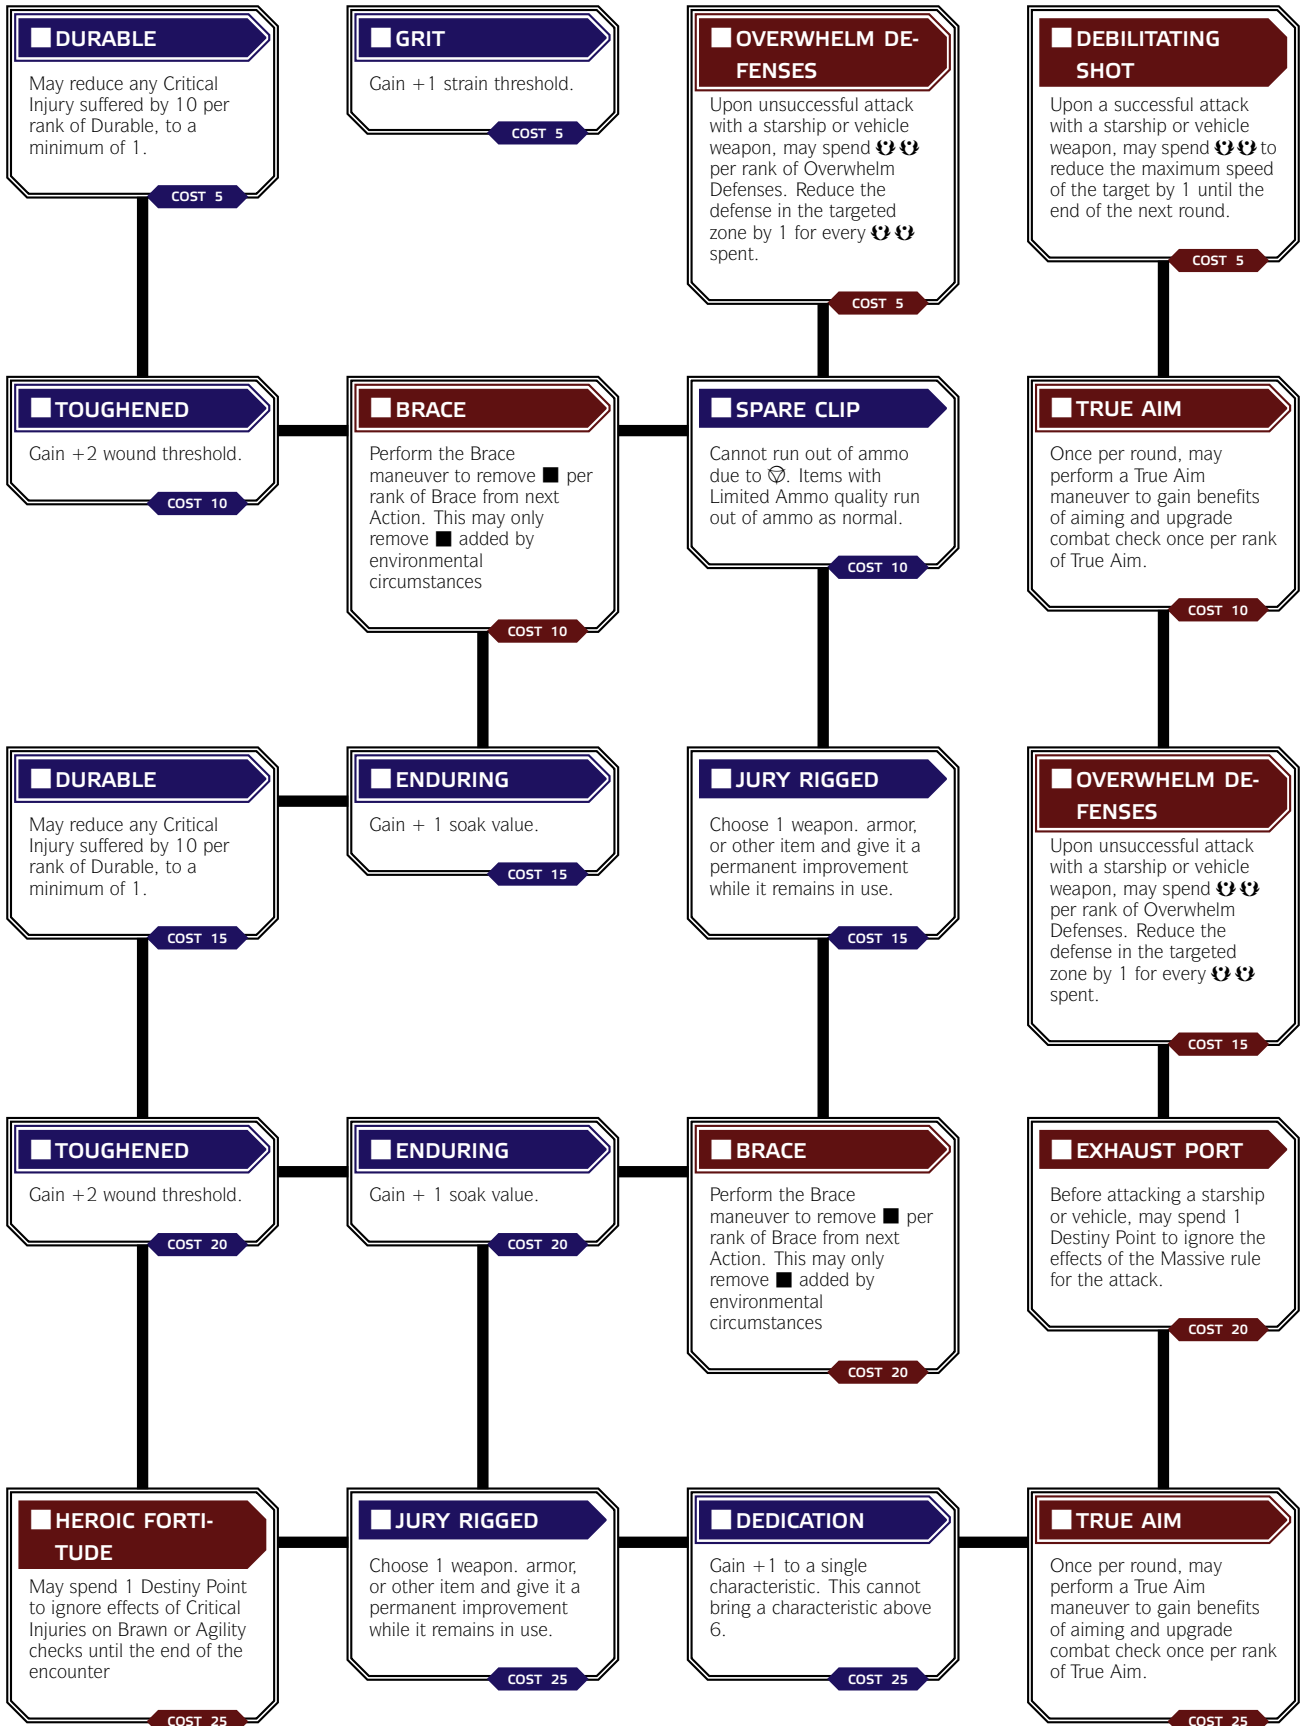 DURABLE
May reduce any Critical
Injury suffered by 10 per
rank of Durable, to a
minimum of 1.
COST 5
GRIT
Gain +1 strain threshold.
COST 5
OVERWHELM DE-
FENSES
Upon unsuccessful attack
with a starship or vehicle
weapon, may spend
per rank of Overwhelm
Defenses. Reduce the
defense in the targeted
zone by 1 for every
spent.
COST 5
DEBILITATING
SHOT
Upon a successful attack
with a starship or vehicle
weapon, may spend to
reduce the maximum speed
of the target by 1 until the
end of the next round.
COST 5
TOUGHENED
Gain +2 wound threshold.
COST 10
BRACE
Perform the Brace
maneuver to remove ■ per
rank of Brace from next
Action. This may only
remove ■ added by
environmental
circumstances
COST 10
SPARE CLIP
Cannot run out of ammo
due to . Items with
Limited Ammo quality run
out of ammo as normal.
COST 10
TRUE AIM
Once per round, may
perform a True Aim
maneuver to gain benefits
of aiming and upgrade
combat check once per rank
of True Aim.
COST 10
DURABLE
May reduce any Critical
Injury suffered by 10 per
rank of Durable, to a
minimum of 1.
COST 15
ENDURING
Gain + 1 soak value.
COST 15
JURY RIGGED
Choose 1 weapon. armor,
or other item and give it a
permanent improvement
while it remains in use.
COST 15
OVERWHELM DE-
FENSES
Upon unsuccessful attack
with a starship or vehicle
weapon, may spend
per rank of Overwhelm
Defenses. Reduce the
defense in the targeted
zone by 1 for every
spent.
COST 15
TOUGHENED
Gain +2 wound threshold.
COST 20
ENDURING
Gain + 1 soak value.
COST 20
BRACE
Perform the Brace
maneuver to remove ■ per
rank of Brace from next
Action. This may only
remove ■ added by
environmental
circumstances
COST 20
EXHAUST PORT
Before attacking a starship
or vehicle, may spend 1
Destiny Point to ignore the
effects of the Massive rule
for the attack.
COST 20
HEROIC FORTI-
TUDE
May spend 1 Destiny Point
to ignore effects of Critical
Injuries on Brawn or Agility
checks until the end of the
encounter
COST 25
JURY RIGGED
Choose 1 weapon. armor,
or other item and give it a
permanent improvement
while it remains in use.
COST 25
DEDICATION
Gain +1 to a single
characteristic. This cannot
bring a characteristic above
6.
COST 25
TRUE AIM
Once per round, may
perform a True Aim
maneuver to gain benefits
of aiming and upgrade
combat check once per rank
of True Aim.
COST 25